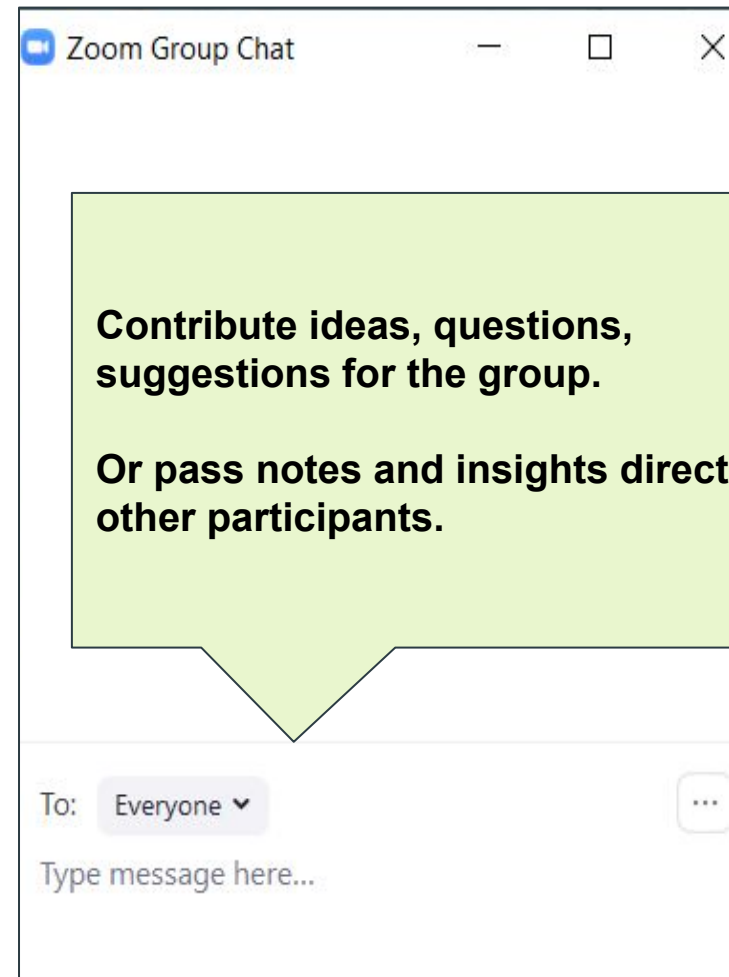 Zoom Group Chat
Contribute ideas, questions,
suggestions for the group.
Or pass notes and insights direct
other participants.
To: Everyone
Type message here...